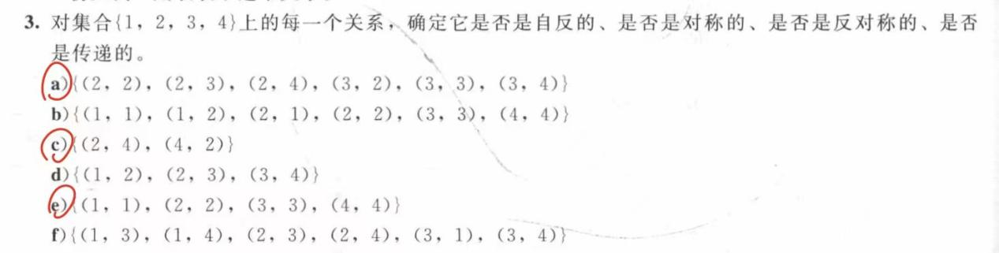 3. 对集合{1, 2, 3, 4}上的每一个关系, 确定它是否是自反的、是否是对称的、是否是反对称的、是否
是传递的。
a){(2, 2), (2, 3), (2, 4), (3, 2), (3, 3), (3, 4)}
b){(1, 1), (1, 2), (2, 1), (2, 2), (3, 3), (4, 4)}
c){(2, 4), (4, 2)}
d){(1, 2), (2, 3), (3, 4)}
e){(1, 1), (2, 2), (3, 3), (4, 4)}
f){(1, 3), (1, 4), (2, 3), (2, 4), (3, 1), (3, 4)}